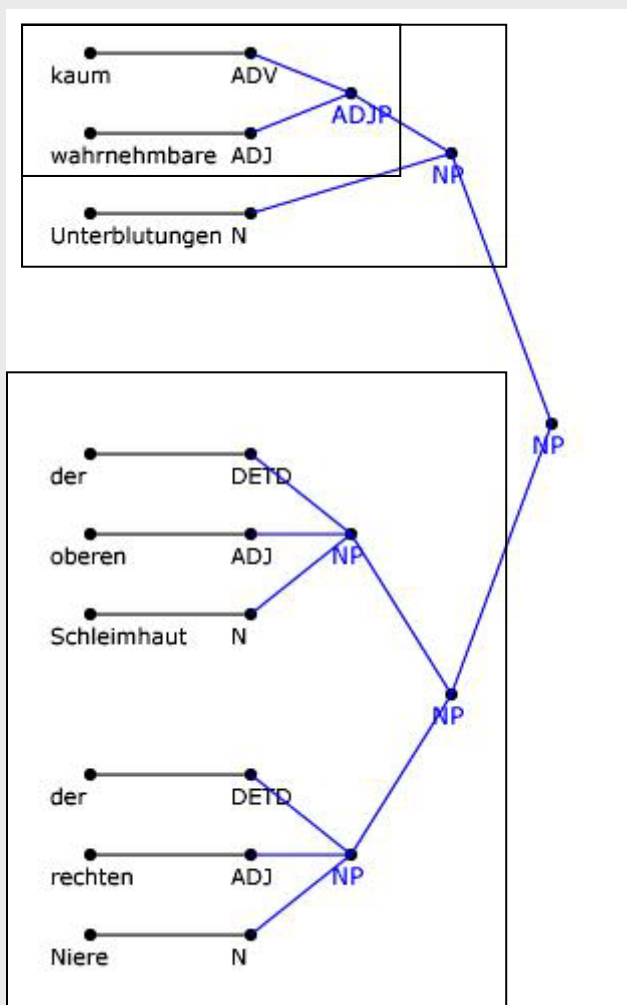 kaum ADV
ADJP
wahrnehmbare ADJ
NP
Unterblutungen N
NP
der DETD
oberen ADJ NP
Schleimhaut N
NP
der DETD
rechten ADJ NP
Niere N